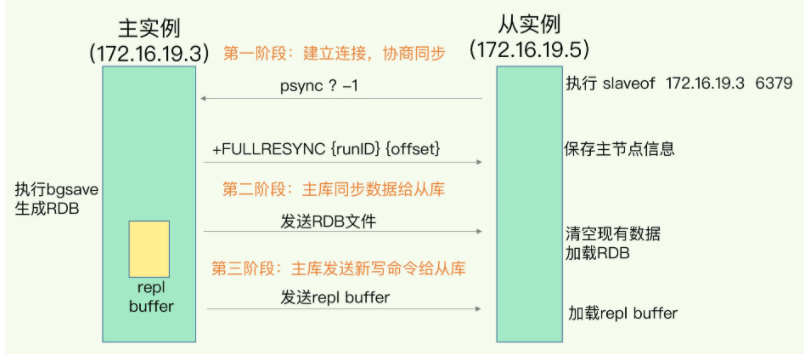 主实例
(172.16.19.3)
从实例
(172.16.19.5)
第一阶段：建立连接，协商同步
执行 slaveof 172.16.19.3 6379
psync ? -1
+FULLRESYNC {runID} {offset}
保存主节点信息
执行bgsave
生成RDB
第二阶段：主库同步数据给从库
发送RDB文件
清空现有数据
加载RDB
第三阶段：主库发送新写命令给从库
repl
buffer
发送repl buffer
加载repl buffer